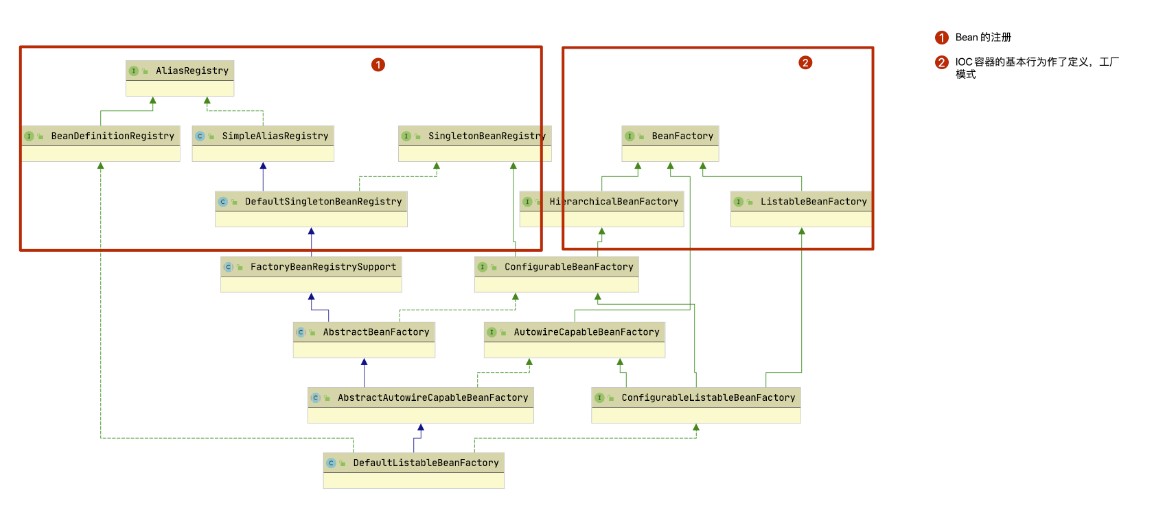 1 Bean 的注册
2 IOC 容器的基本行为作了定义，工厂
模式
1
2
I AliasRegistry
I BeanDefinitionRegistry
C SimpleAliasRegistry
I SingletonBeanRegistry
I BeanFactory
C DefaultSingletonBeanRegistry
I HierarchicalBeanFactory
I ListableBeanFactory
C FactoryBeanRegistrySupport
I ConfigurableBeanFactory
C AbstractBeanFactory
I AutowireCapableBeanFactory
C AbstractAutowireCapableBeanFactory
I ConfigurableListableBeanFactory
C DefaultListableBeanFactory